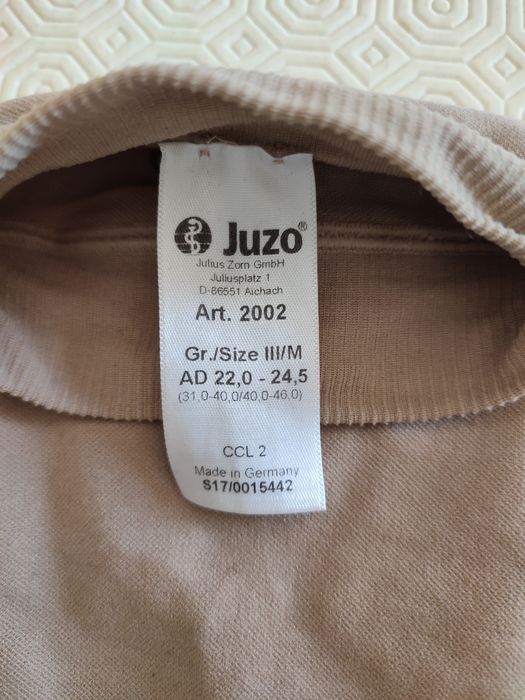 Juzo®
Julius Zorn GmbH
Juliusplatz 1
D-86551 Aichach
Art. 2002
Gr./Size III/M
AD 22,0 - 24,5
(31,0-40,0/40,0-46,0)
CCL 2
Made in Germany
S17/0015442